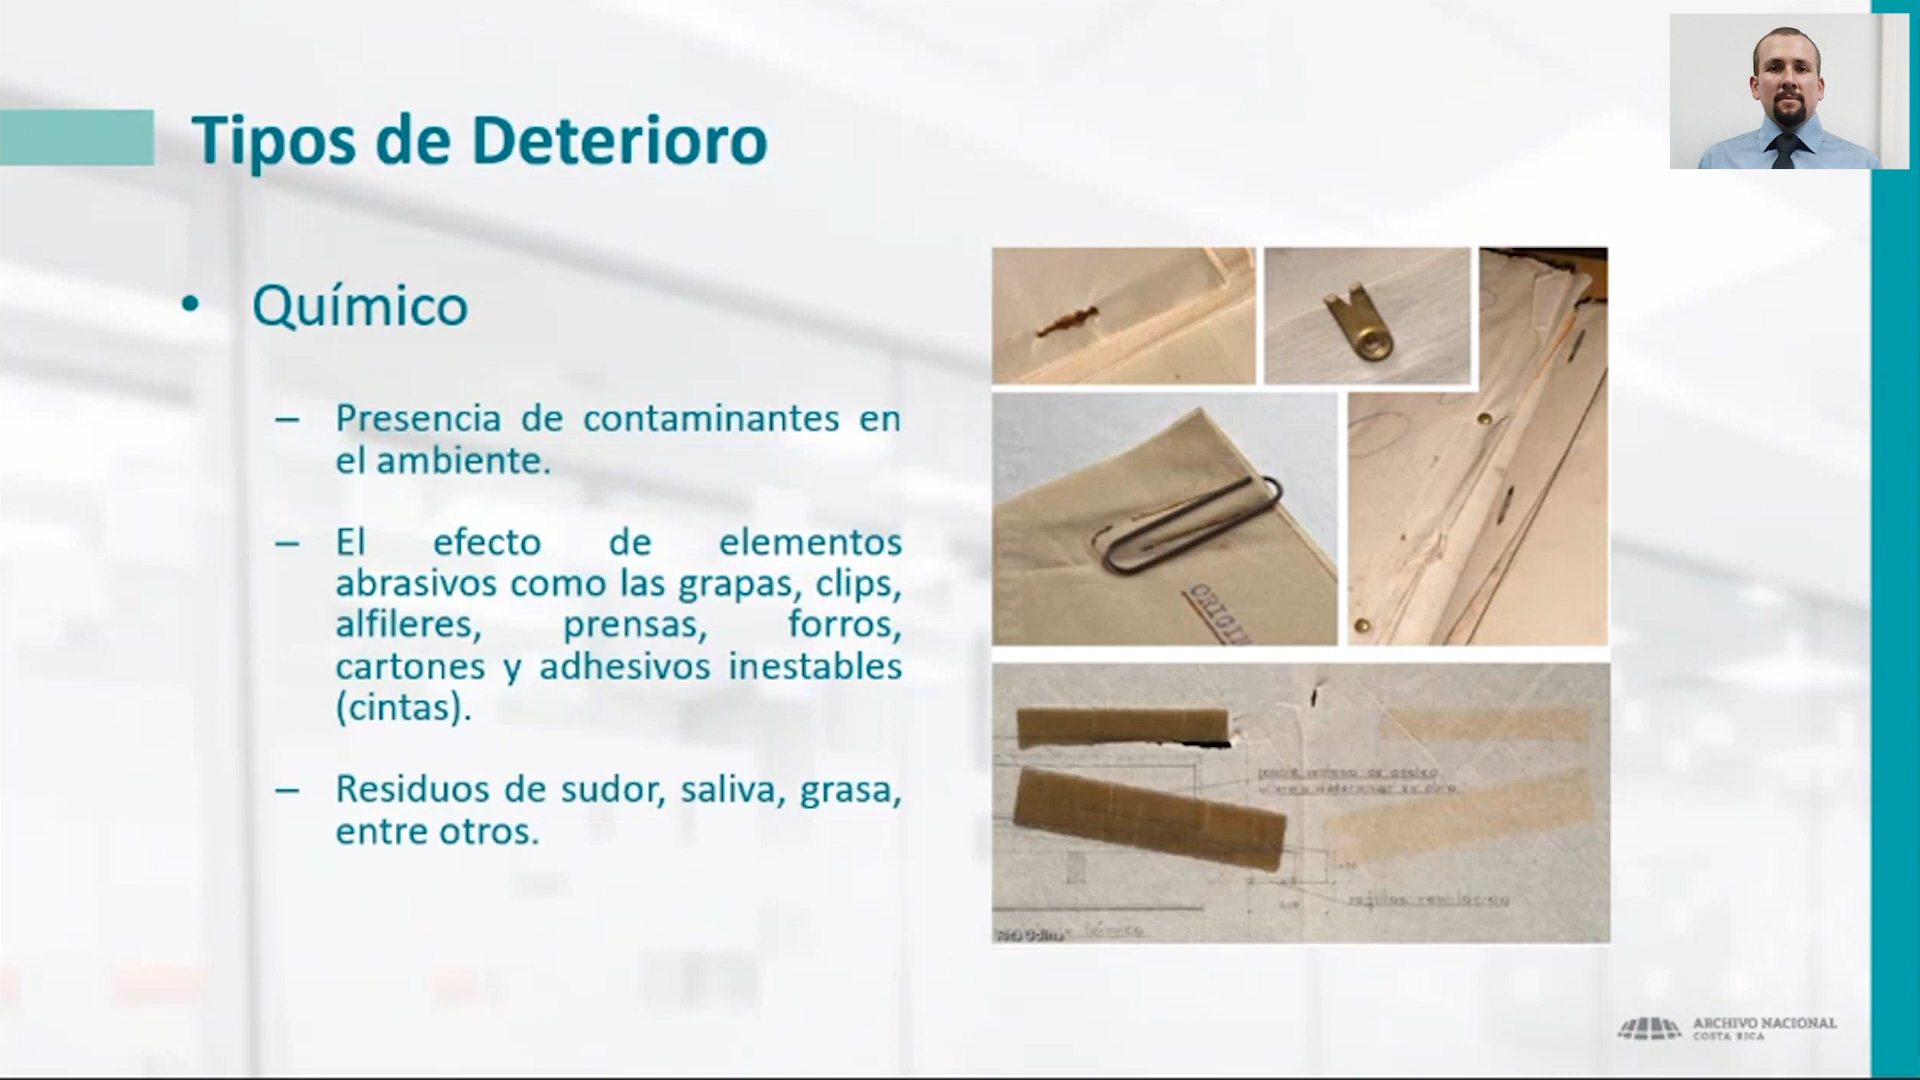 Tipos de Deterioro
• Químico
– Presencia de contaminantes en
el ambiente.
– El efecto de elementos
abrasivos como las grapas, clips,
alfileres, prensas, forros,
cartones y adhesivos inestables
(cintas).
– Residuos de sudor, saliva, grasa,
entre otros.
ORIGIN
ARCHIVO NACIONAL
COSTA RICA